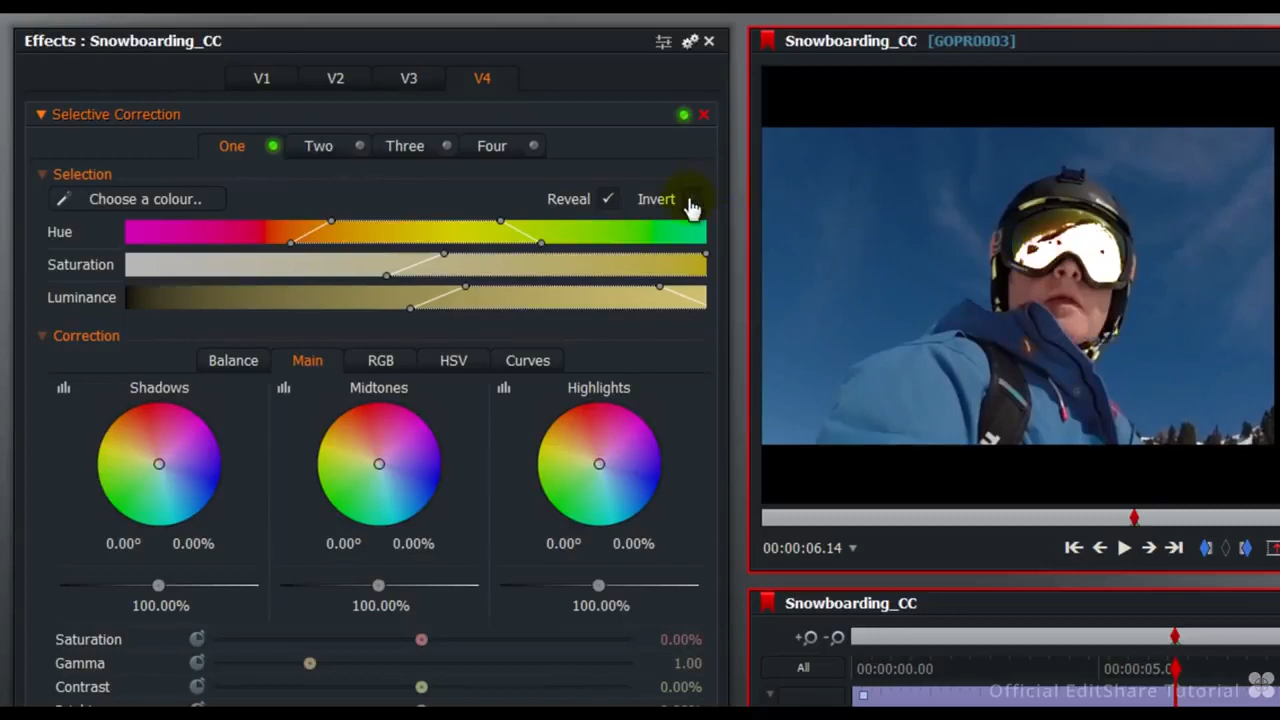 Effects : Snowboarding_CC
V1 V2 V3 V4
Selective Correction
One Two Three Four
Selection
Choose a colour.. Reveal ✓ Invert
Hue
Saturation
Luminance
Correction
Balance Main RGB HSV Curves
Shadows Midtones Highlights
0.00° 0.00% 0.00° 0.00% 0.00° 0.00%
100.00% 100.00% 100.00%
Saturation 0.00%
Gamma 1.00
Contrast 0.00%
Snowboarding_CC [GOPR0003]
00:00:06.14
Snowboarding_CC
All 00:00:00.00 00:00:05.0
Official EditShare Tutorial